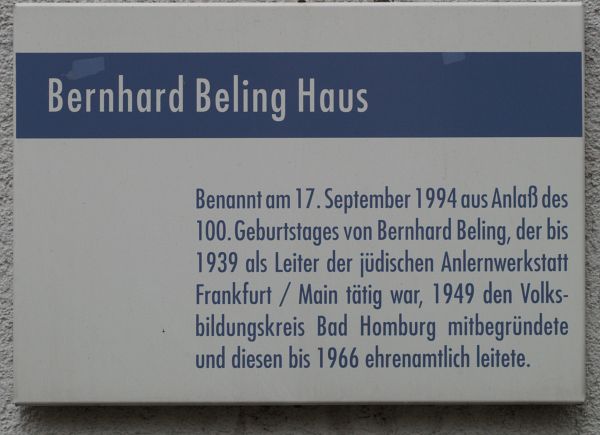 Bernhard Beling Haus
Benannt am 17. September 1994 aus Anlaß des
100. Geburtstages von Bernhard Beling, der bis
1939 als Leiter der jüdischen Anlernwerkstatt
Frankfurt / Main tätig war, 1949 den Volks-
bildungskreis Bad Homburg mitbegründete
und diesen bis 1966 ehrenamtlich leitete.